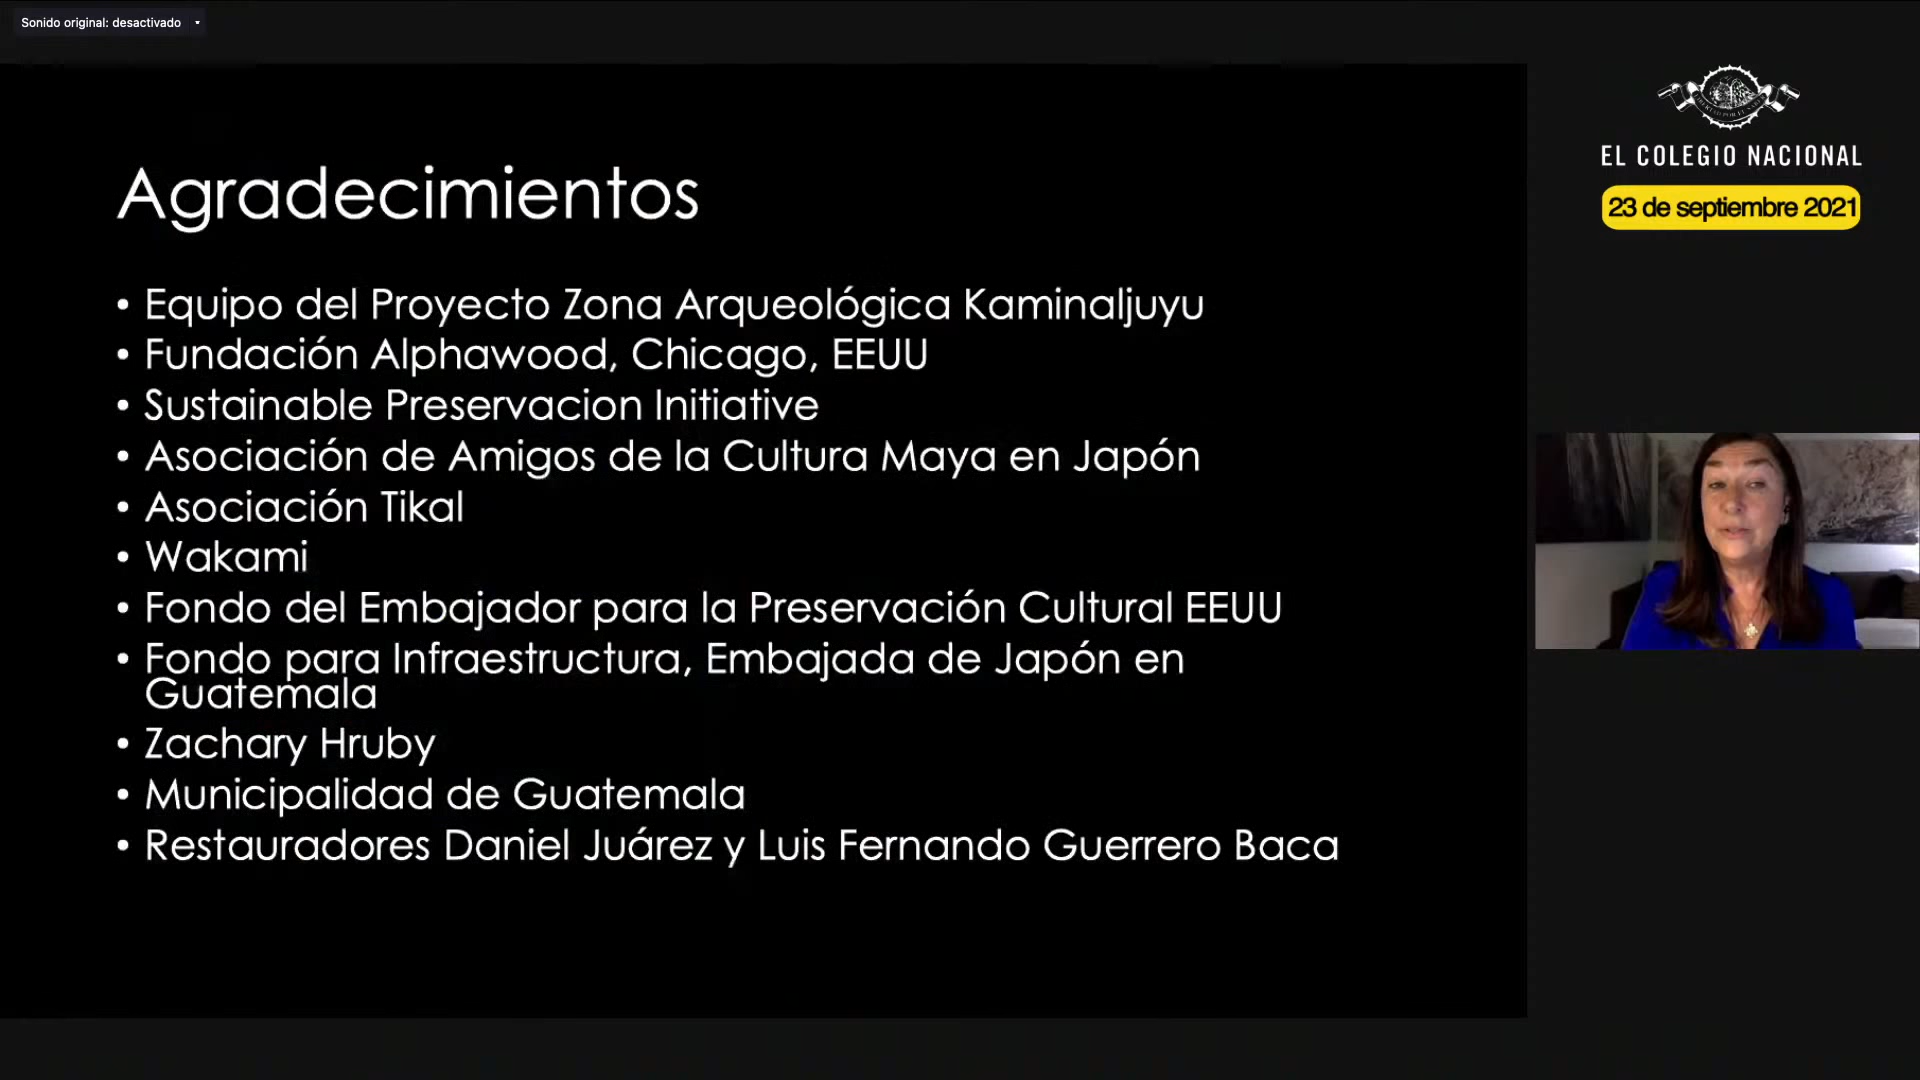 Sonido original: desactivado
EL COLEGIO NACIONAL
23 de septiembre 2021
Agradecimientos
• Equipo del Proyecto Zona Arqueológica Kaminaljuyu
• Fundación Alphawood, Chicago, EEUU
• Sustainable Preservacion Initiative
• Asociación de Amigos de la Cultura Maya en Japón
• Asociación Tikal
• Wakami
• Fondo del Embajador para la Preservación Cultural EEUU
• Fondo para Infraestructura, Embajada de Japón en
Guatemala
• Zachary Hruby
• Municipalidad de Guatemala
• Restauradores Daniel Juárez y Luis Fernando Guerrero Baca